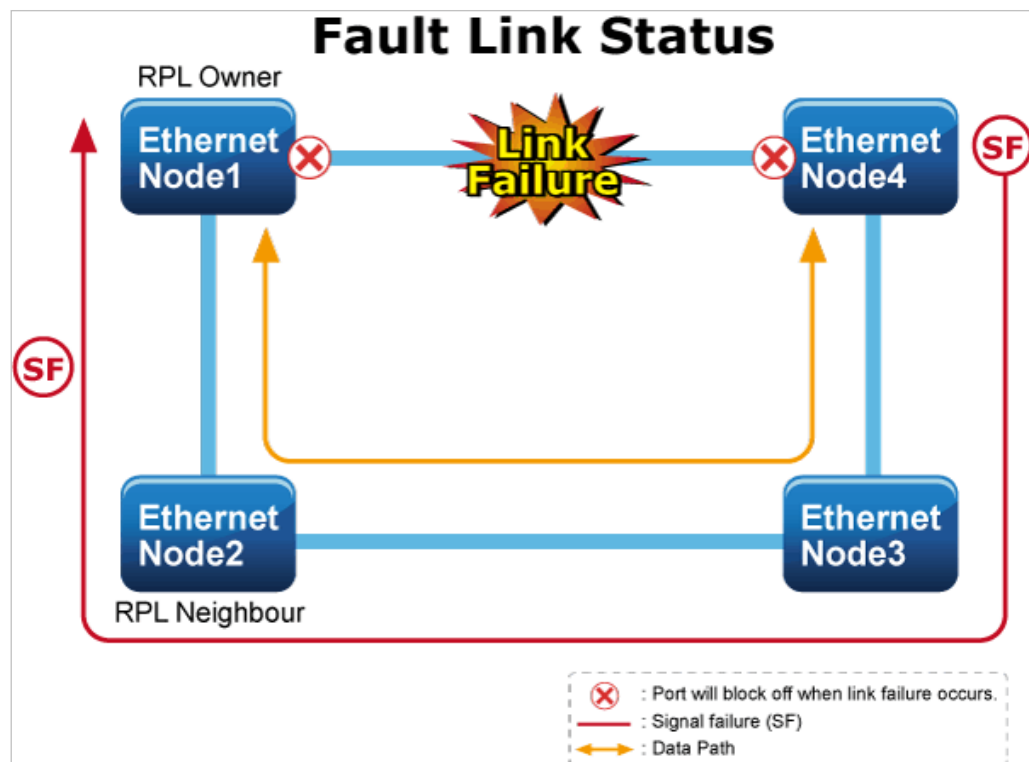 Fault Link Status
RPL Owner
Ethernet
Node1
Link
Failure
Ethernet
Node4
SF
SF
Ethernet
Node2
RPL Neighbour
Ethernet
Node3
: Port will block off when link failure occurs.
: Signal failure (SF)
: Data Path